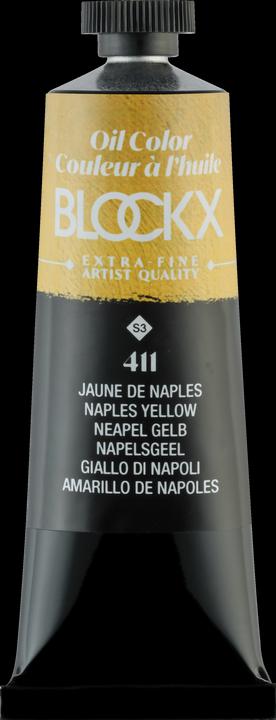 Oil Color
Couleur à l'huile
BLOCKX
EXTRA-FINE
ARTIST QUALITY
S3
411
JAUNE DE NAPLES
NAPLES YELLOW
NEAPEL GELB
NAPELSGEEL
GIALLO DI NAPOLI
AMARILLO DE NAPOLES